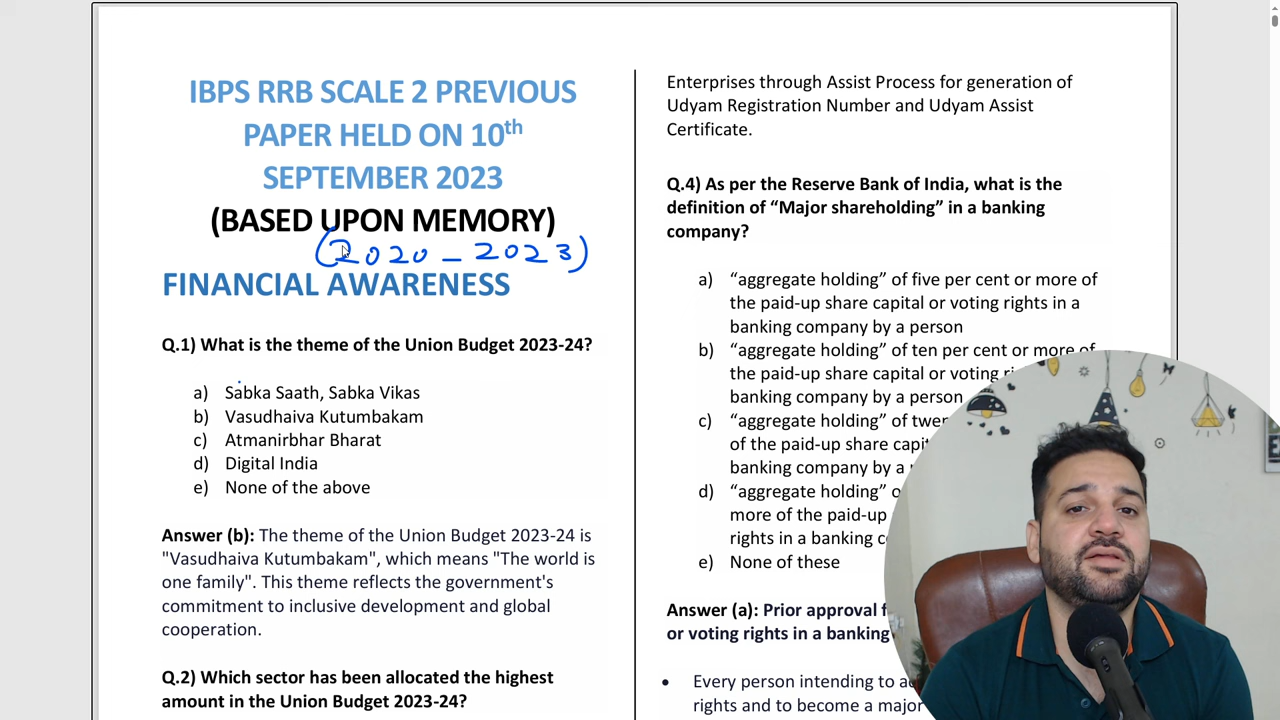 IBPS RRB SCALE 2 PREVIOUS
PAPER HELD ON 10th
SEPTEMBER 2023
(BASED UPON MEMORY)
(2020 – 2023)
FINANCIAL AWARENESS
Q.1) What is the theme of the Union Budget 2023-24?
a) Sabka Saath, Sabka Vikas
b) Vasudhaiva Kutumbakam
c) Atmanirbhar Bharat
d) Digital India
e) None of the above
Answer (b): The theme of the Union Budget 2023-24 is
"Vasudhaiva Kutumbakam", which means "The world is
one family". This theme reflects the government's
commitment to inclusive development and global
cooperation.
Q.2) Which sector has been allocated the highest
amount in the Union Budget 2023-24?
Enterprises through Assist Process for generation of
Udyam Registration Number and Udyam Assist
Certificate.
Q.4) As per the Reserve Bank of India, what is the
definition of “Major shareholding” in a banking
company?
a) “aggregate holding” of five per cent or more of
the paid-up share capital or voting rights in a
banking company by a person
b) “aggregate holding” of ten per cent or more of
the paid-up share capital or voting
banking company by a person
c) “aggregate holding” of
of the paid-up share
banking company by a
d) “aggregate holding”
more of the paid-up
rights in a banking
e) None of these
Answer (a): Prior approval
or voting rights in a banking
Every person intending to
rights and to become a major